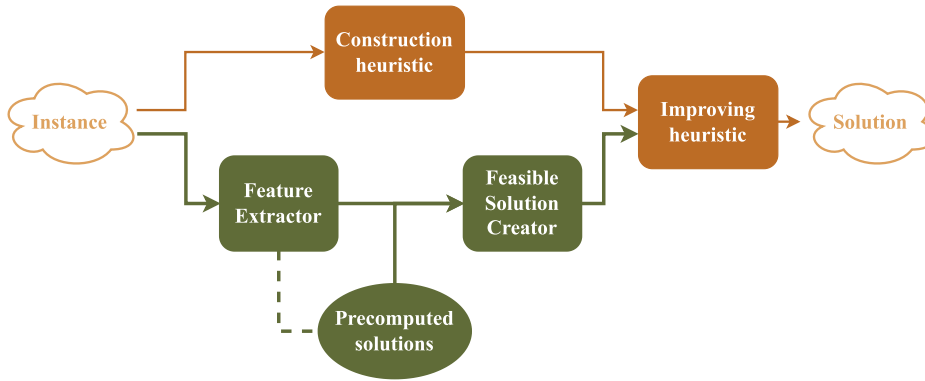 Construction
heuristic
Instance
Improving
heuristic
Solution
Feature
Extractor
Feasible
Solution
Creator
Precomputed
solutions